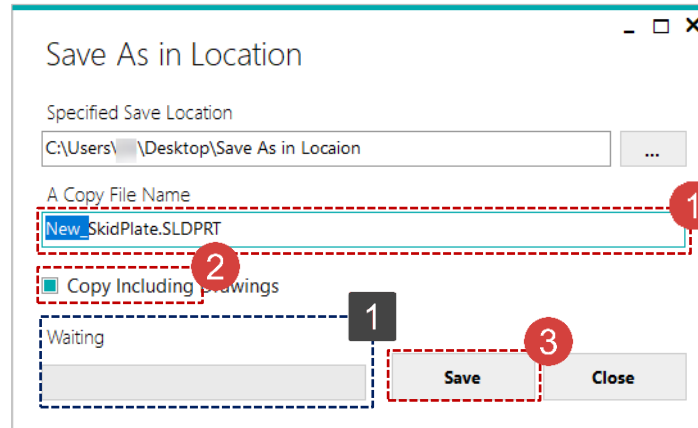 Save As in Location
Specified Save Location
C:\Users\ \Desktop\Save As in Locaion
...
A Copy File Name
1
New_SkidPlate.SLDPRT
2
Copy Including Drawings
1
Waiting
3
Save
Close